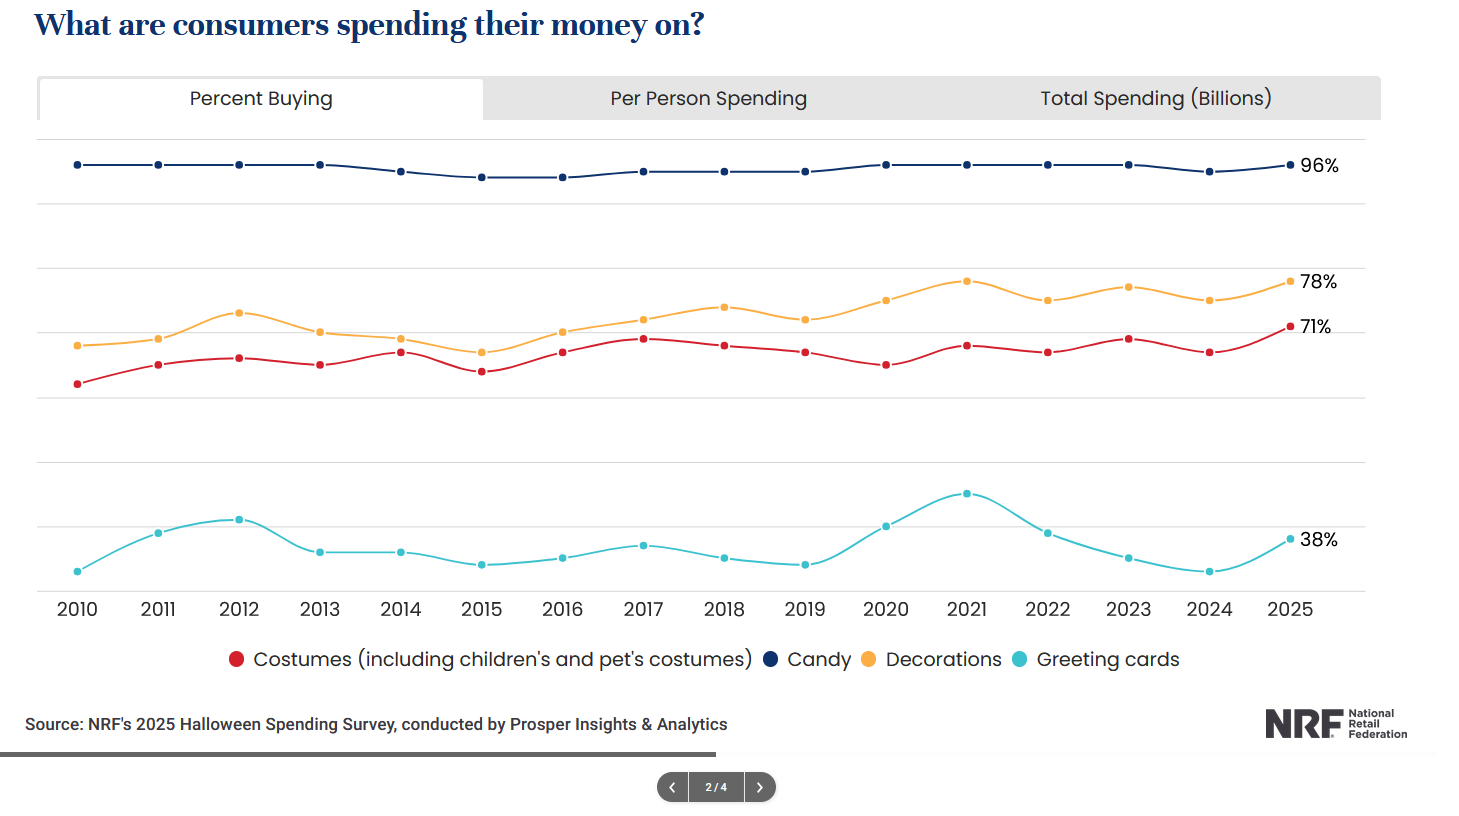 What are consumers spending their money on?
Percent Buying Per Person Spending Total Spending (Billions)
96%
78%
71%
38%
2010 2011 2012 2013 2014 2015 2016 2017 2018 2019 2020 2021 2022 2023 2024 2025
Costumes (including children's and pet's costumes) Candy Decorations Greeting cards
Source: NRF's 2025 Halloween Spending Survey, conducted by Prosper Insights & Analytics
NRF National
Retail
Federation
2 / 4